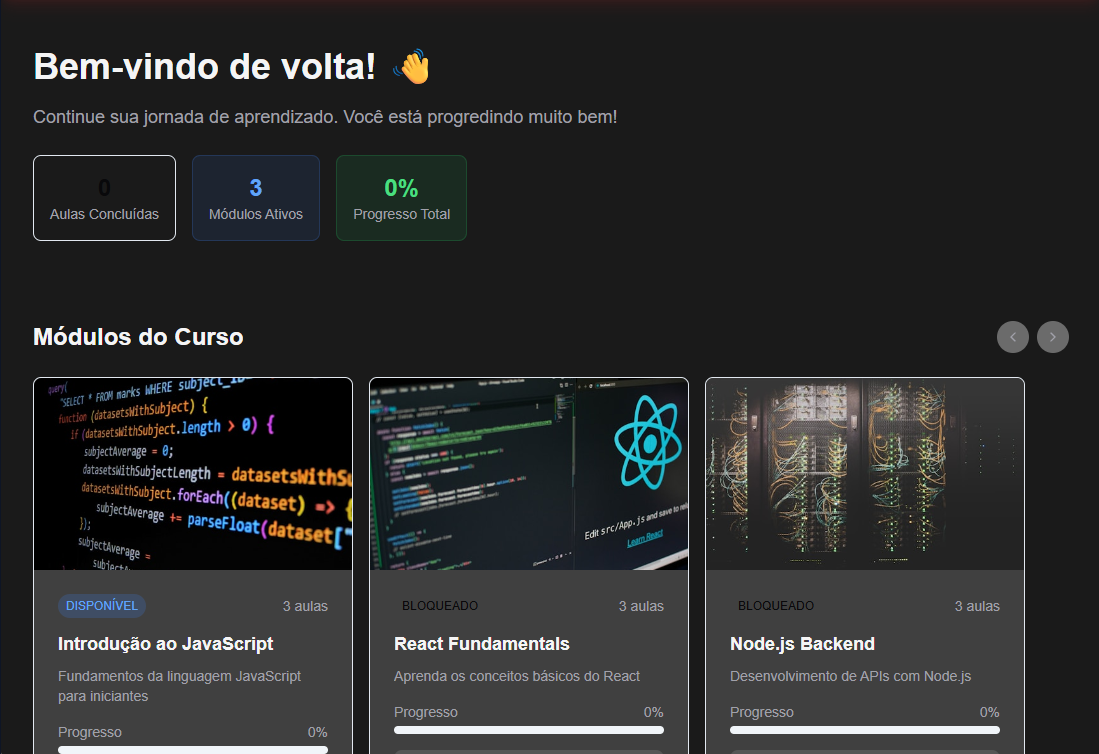 Bem-vindo de volta! 👋
Continue sua jornada de aprendizado. Você está progredindo muito bem!
0
Aulas Concluídas
3
Módulos Ativos
0%
Progresso Total
Módulos do Curso
query(
"SELECT * FROM marks WHERE subject_ID=
function (datasetsWithSubject) {
if (datasetsWithSubject.length > 0) {
subjectAverage = 0;
datasetsWithSubjectLength = datasetsWithSu
datasetsWithSubject.forEach((dataset) => {
subjectAverage += parseFloat(dataset["
});
subjectAverage =
Edit src/App.js and save to
Learn React
DISPONÍVEL
3 aulas
Introdução ao JavaScript
Fundamentos da linguagem JavaScript
para iniciantes
Progresso
0%
BLOQUEADO
3 aulas
React Fundamentals
Aprenda os conceitos básicos do React
Progresso
0%
BLOQUEADO
3 aulas
Node.js Backend
Desenvolvimento de APIs com Node.js
Progresso
0%